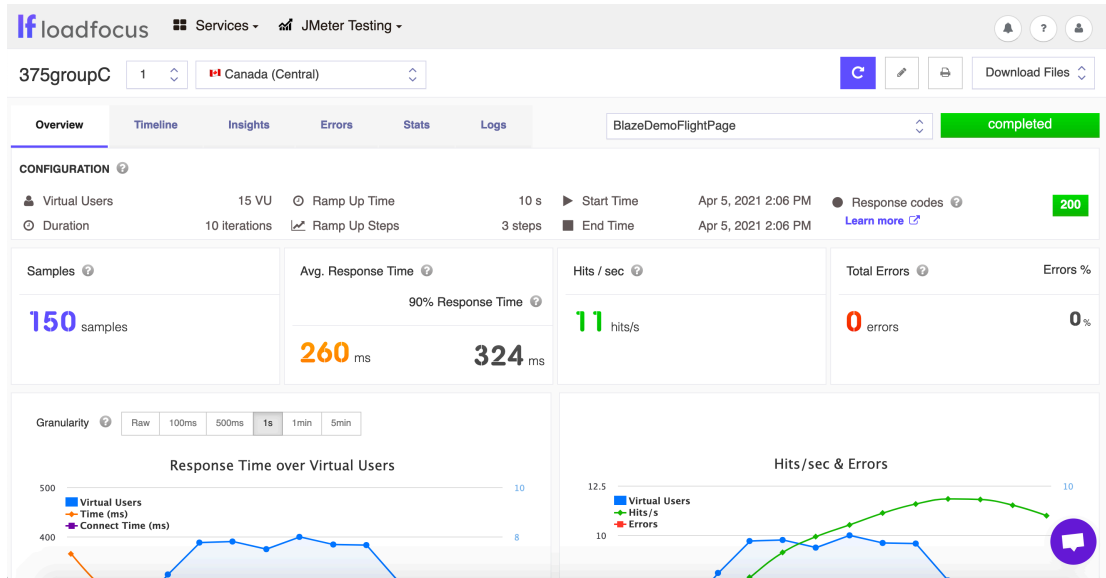 lf loadfocus Services JMeter Testing ?
375groupC 1 Canada (Central) Download Files
Overview Timeline Insights Errors Stats Logs BlazeDemoFlightPage completed
CONFIGURATION ?
Virtual Users 15 VU Ramp Up Time 10 s Start Time Apr 5, 2021 2:06 PM Response codes ? 200
Duration 10 iterations Ramp Up Steps 3 steps End Time Apr 5, 2021 2:06 PM Learn more
Samples ? Avg. Response Time ? Hits / sec ? Total Errors ? Errors %
90% Response Time ?
150 samples 11 hits/s 0 errors 0 %
260 ms 324 ms
Granularity ? Raw 100ms 500ms 1s 1min 5min
Response Time over Virtual Users Hits/sec & Errors
500 10 12.5 10
Virtual Users Virtual Users
Time (ms) Hits/s
Connect Time (ms) Errors
400 8 10